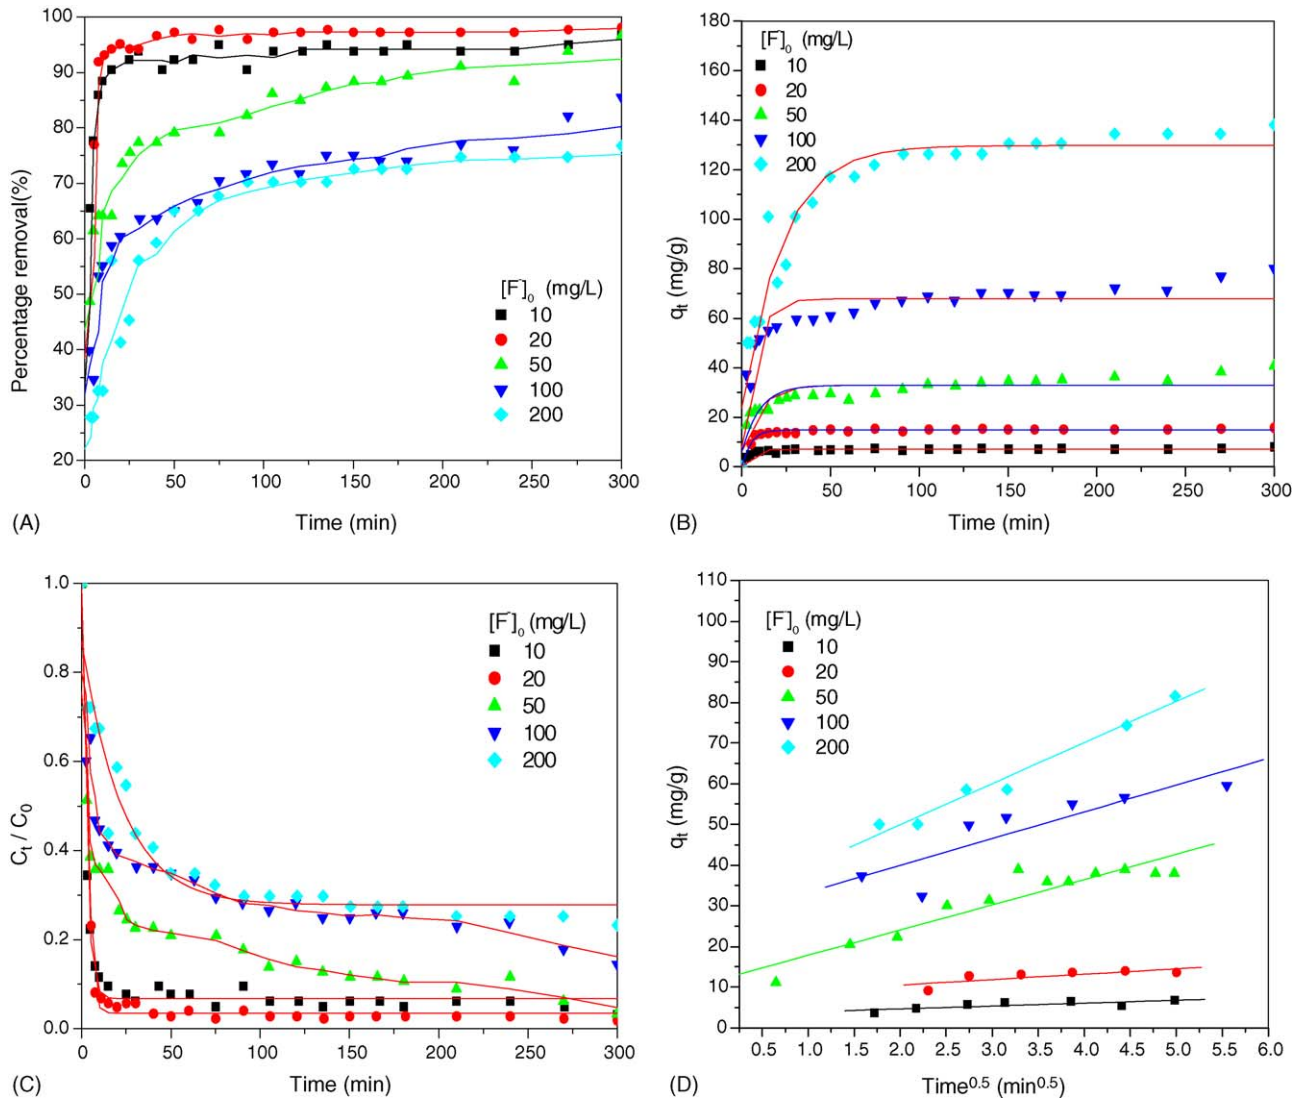 100
90
80
70
60
50
40
30
20
Percentage removal(%)
[F⁻]₀ (mg/L)
10
20
50
100
200
0 50 100 150 200 250 300
Time (min)
(A)
180
160
140
120
100
80
60
40
20
0
qₜ (mg/g)
[F⁻]₀ (mg/L)
10
20
50
100
200
0 50 100 150 200 250 300
Time (min)
(B)
1.0
0.8
0.6
0.4
0.2
0.0
Cₜ / C₀
[F⁻]₀ (mg/L)
10
20
50
100
200
0 50 100 150 200 250 300
Time (min)
(C)
110
100
90
80
70
60
50
40
30
20
10
0
qₜ (mg/g)
[F⁻]₀ (mg/L)
10
20
50
100
200
0.5 1.0 1.5 2.0 2.5 3.0 3.5 4.0 4.5 5.0 5.5 6.0
Time⁰·⁵ (min⁰·⁵)
(D)